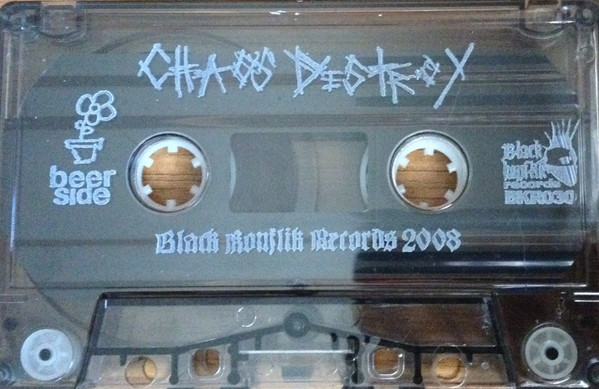 CHAOS DESTROY
beer
side
Black Konflik
records
BKR030
Black Konflik Records 2008